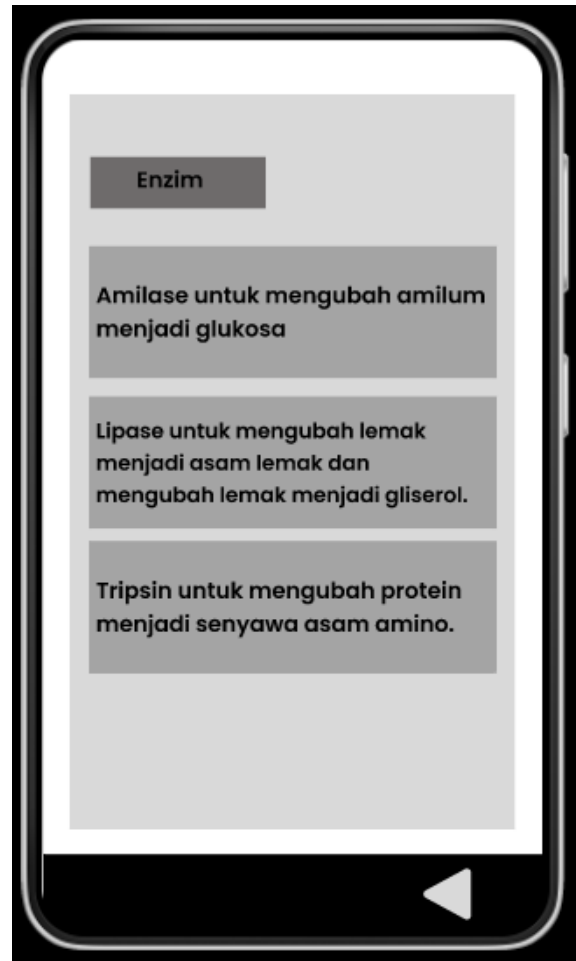 Enzim
Amilase untuk mengubah amilum
menjadi glukosa
Lipase untuk mengubah lemak
menjadi asam lemak dan
mengubah lemak menjadi gliserol.
Tripsin untuk mengubah protein
menjadi senyawa asam amino.